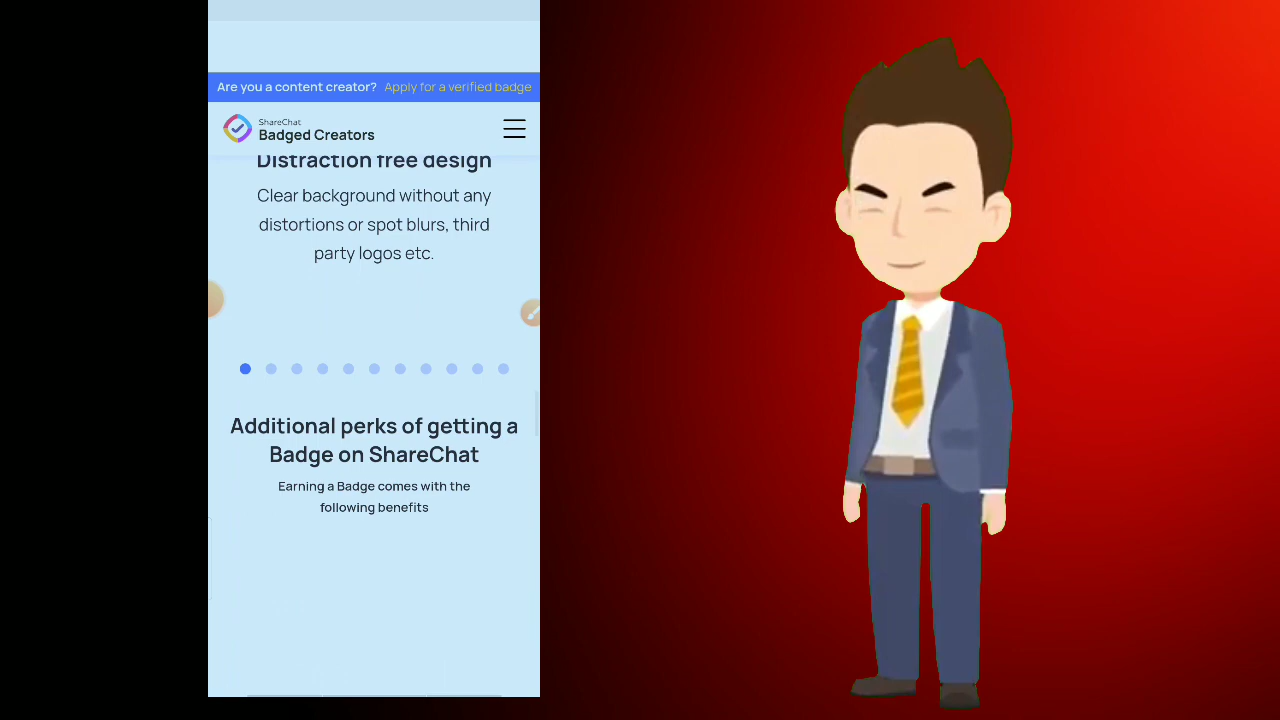 Are you a content creator? Apply for a verified badge
ShareChat
Badged Creators
Distraction free design
Clear background without any
distortions or spot blurs, third
party logos etc.
Additional perks of getting a
Badge on ShareChat
Earning a Badge comes with the
following benefits